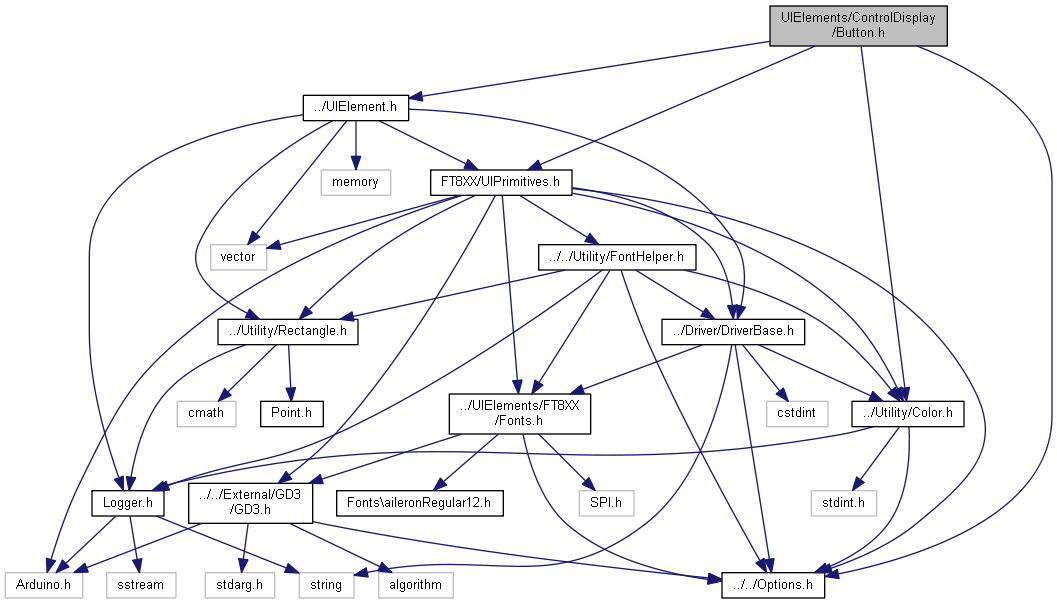 UIElements/ControlDisplay
/Button.h
../UIElement.h
memory
FT8XX/UIPrimitives.h
vector
../../Utility/FontHelper.h
../Utility/Rectangle.h
../Driver/DriverBase.h
cmath
Point.h
../UIElements/FT8XX
/Fonts.h
cstdint
../Utility/Color.h
Logger.h
../../External/GD3
/GD3.h
Fonts\aileronRegular12.h
SPI.h
stdint.h
Arduino.h
sstream
stdarg.h
string
algorithm
../../Options.h